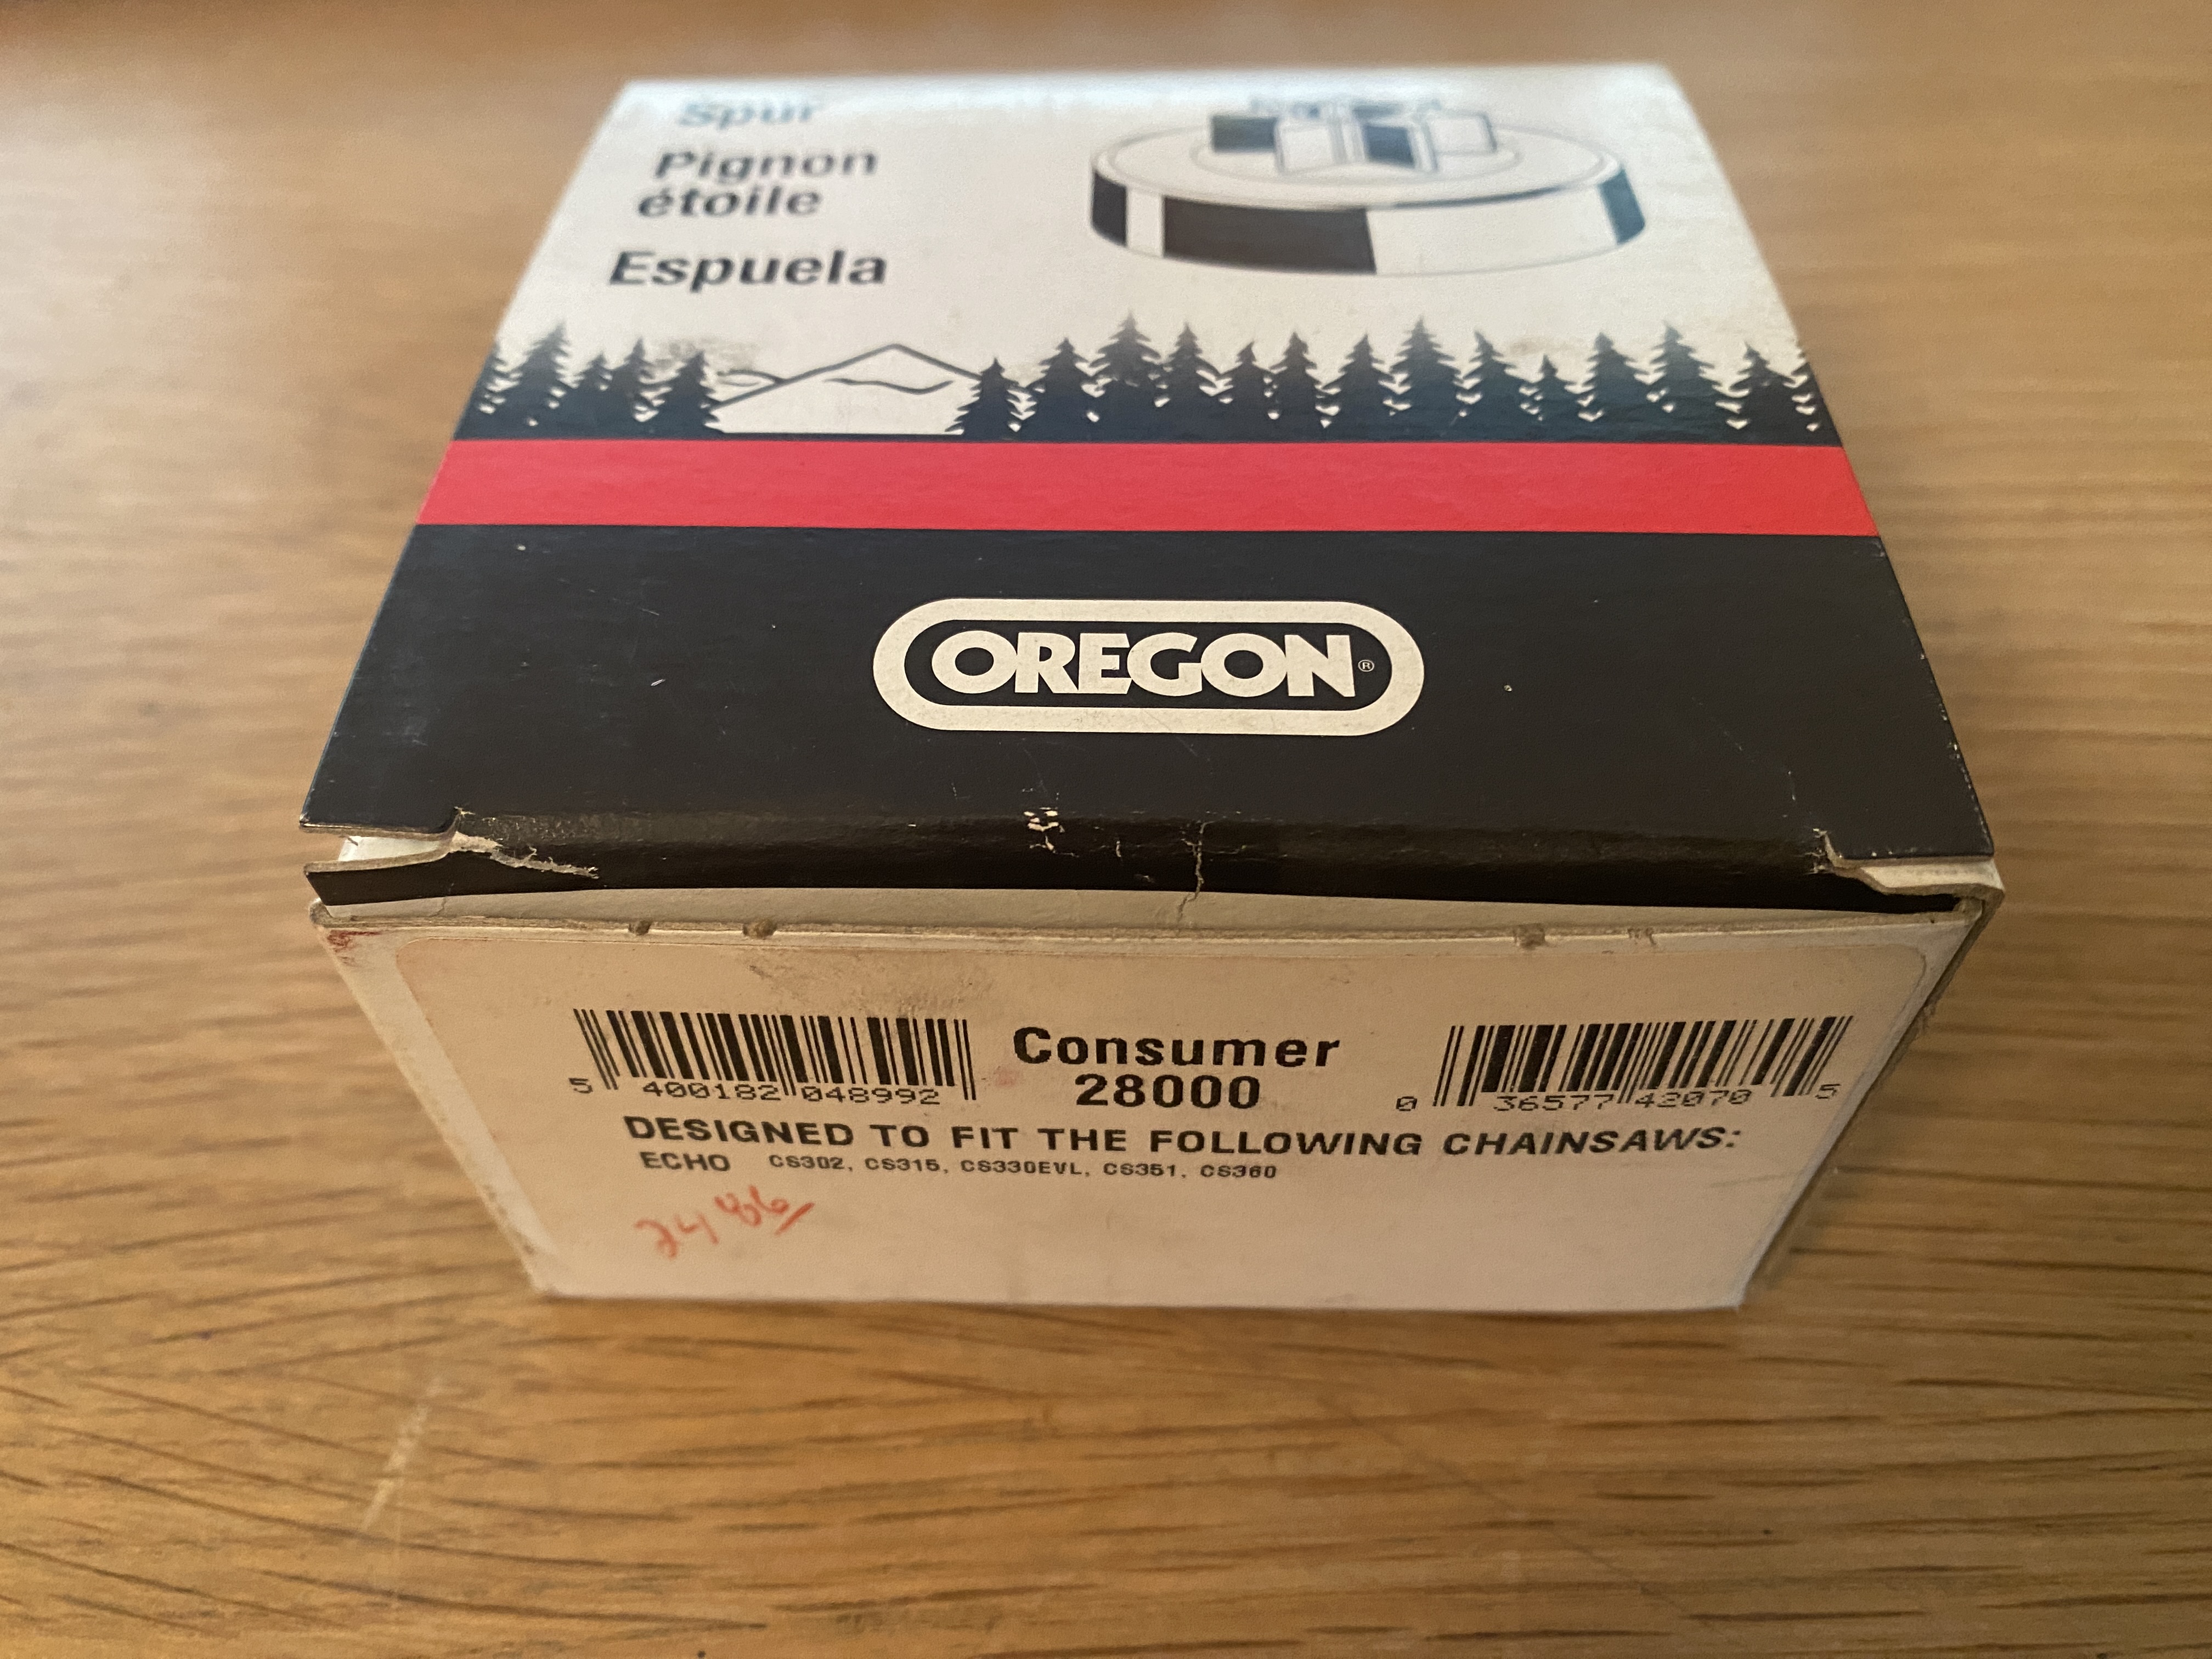 Spur
Pignon
étoile
Espuela
OREGON®
Consumer
28000
5 400182 048992
0 36577 42070 5
DESIGNED TO FIT THE FOLLOWING CHAINSAWS:
ECHO CS302, CS315, CS330EVL, CS351, CS360